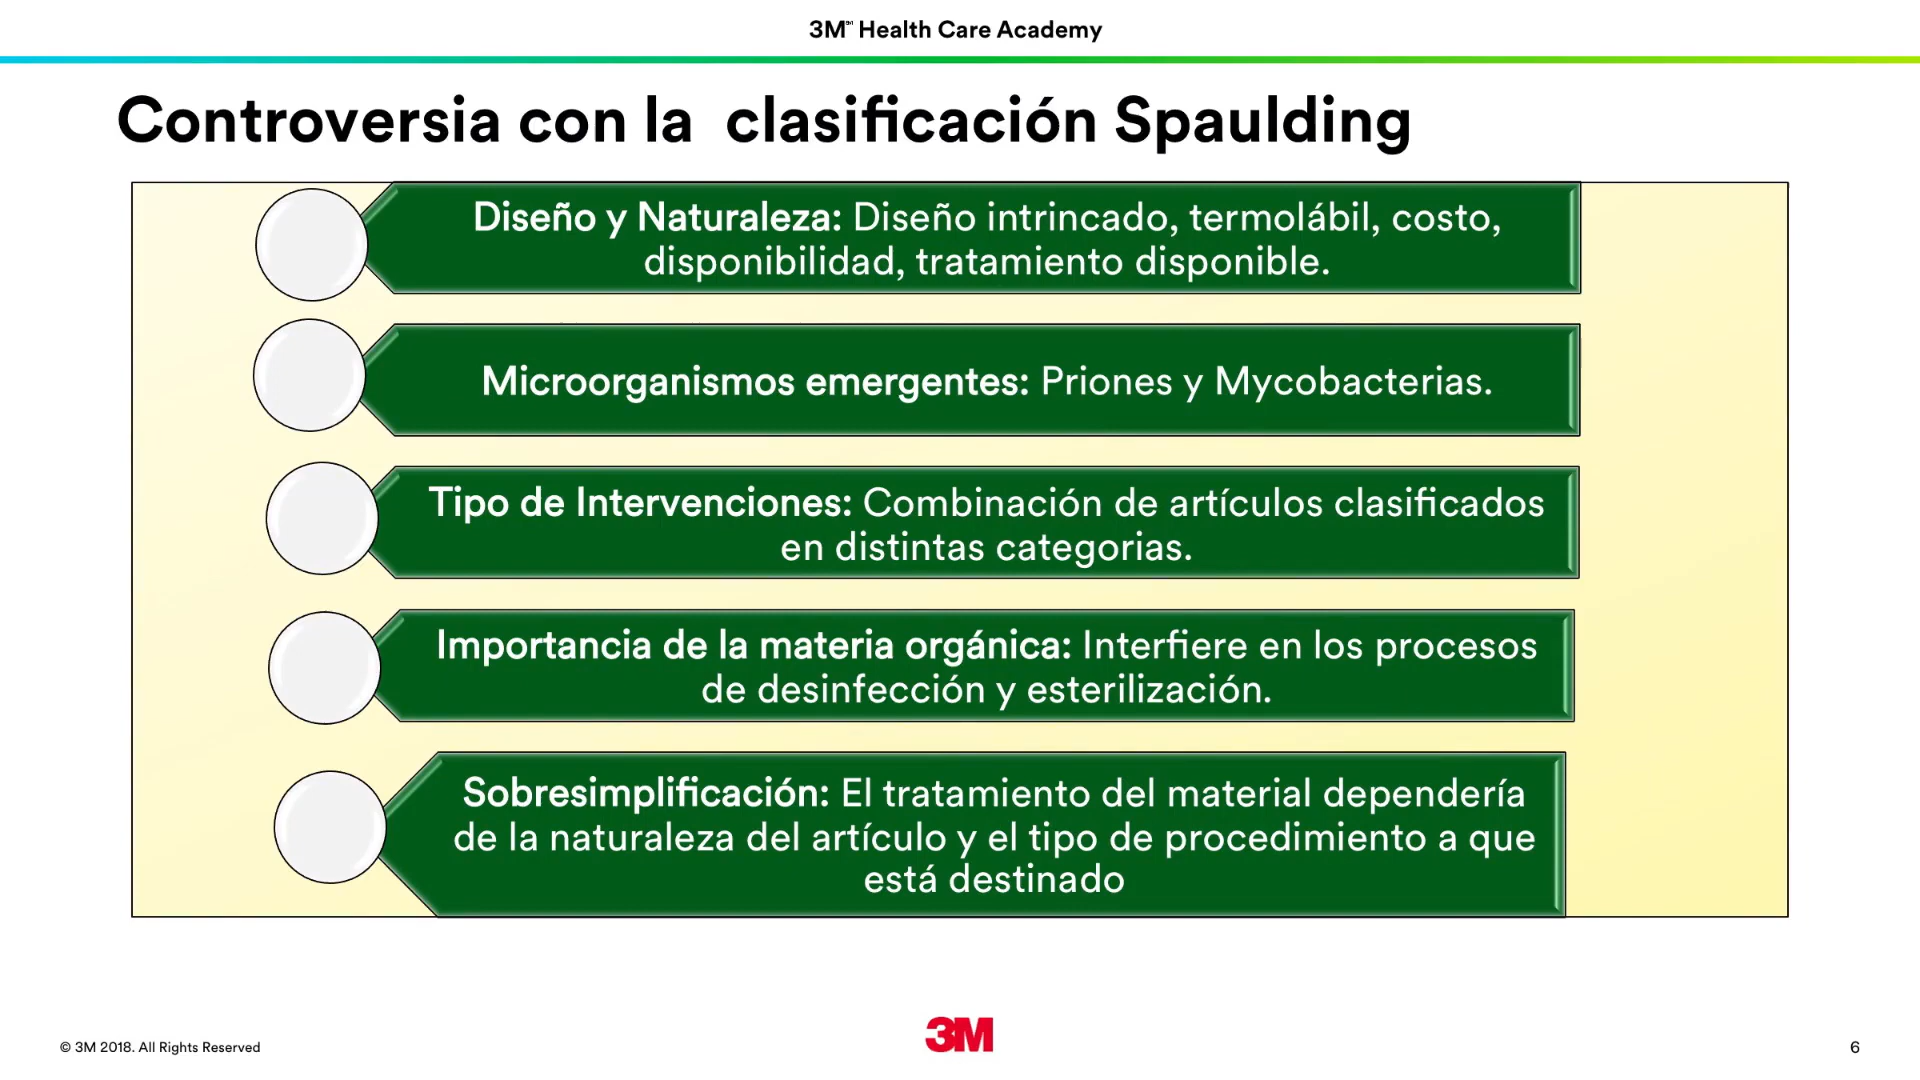 3M℠ Health Care Academy
Controversia con la clasificación Spaulding
Diseño y Naturaleza: Diseño intrincado, termolábil, costo,
disponibilidad, tratamiento disponible.
Microorganismos emergentes: Priones y Mycobacterias.
Tipo de Intervenciones: Combinación de artículos clasificados
en distintas categorias.
Importancia de la materia orgánica: Interfiere en los procesos
de desinfección y esterilización.
Sobresimplificación: El tratamiento del material dependería
de la naturaleza del artículo y el tipo de procedimiento a que
está destinado
© 3M 2018. All Rights Reserved
3M
6